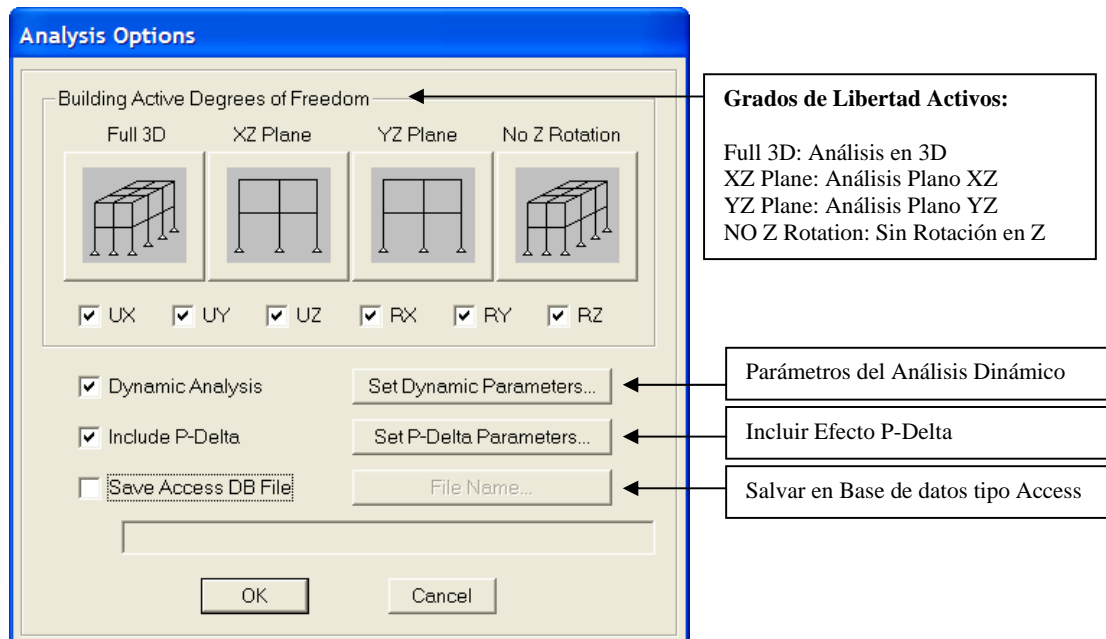 Analysis Options
Building Active Degrees of Freedom
Full 3D XZ Plane YZ Plane No Z Rotation
UX UY UZ RX RY RZ
Dynamic Analysis Set Dynamic Parameters...
Include P-Delta Set P-Delta Parameters...
Save Access DB File File Name...
OK Cancel
Grados de Libertad Activos:
Full 3D: Análisis en 3D
XZ Plane: Análisis Plano XZ
YZ Plane: Análisis Plano YZ
NO Z Rotation: Sin Rotación en Z
Parámetros del Análisis Dinámico
Incluir Efecto P-Delta
Salvar en Base de datos tipo Access